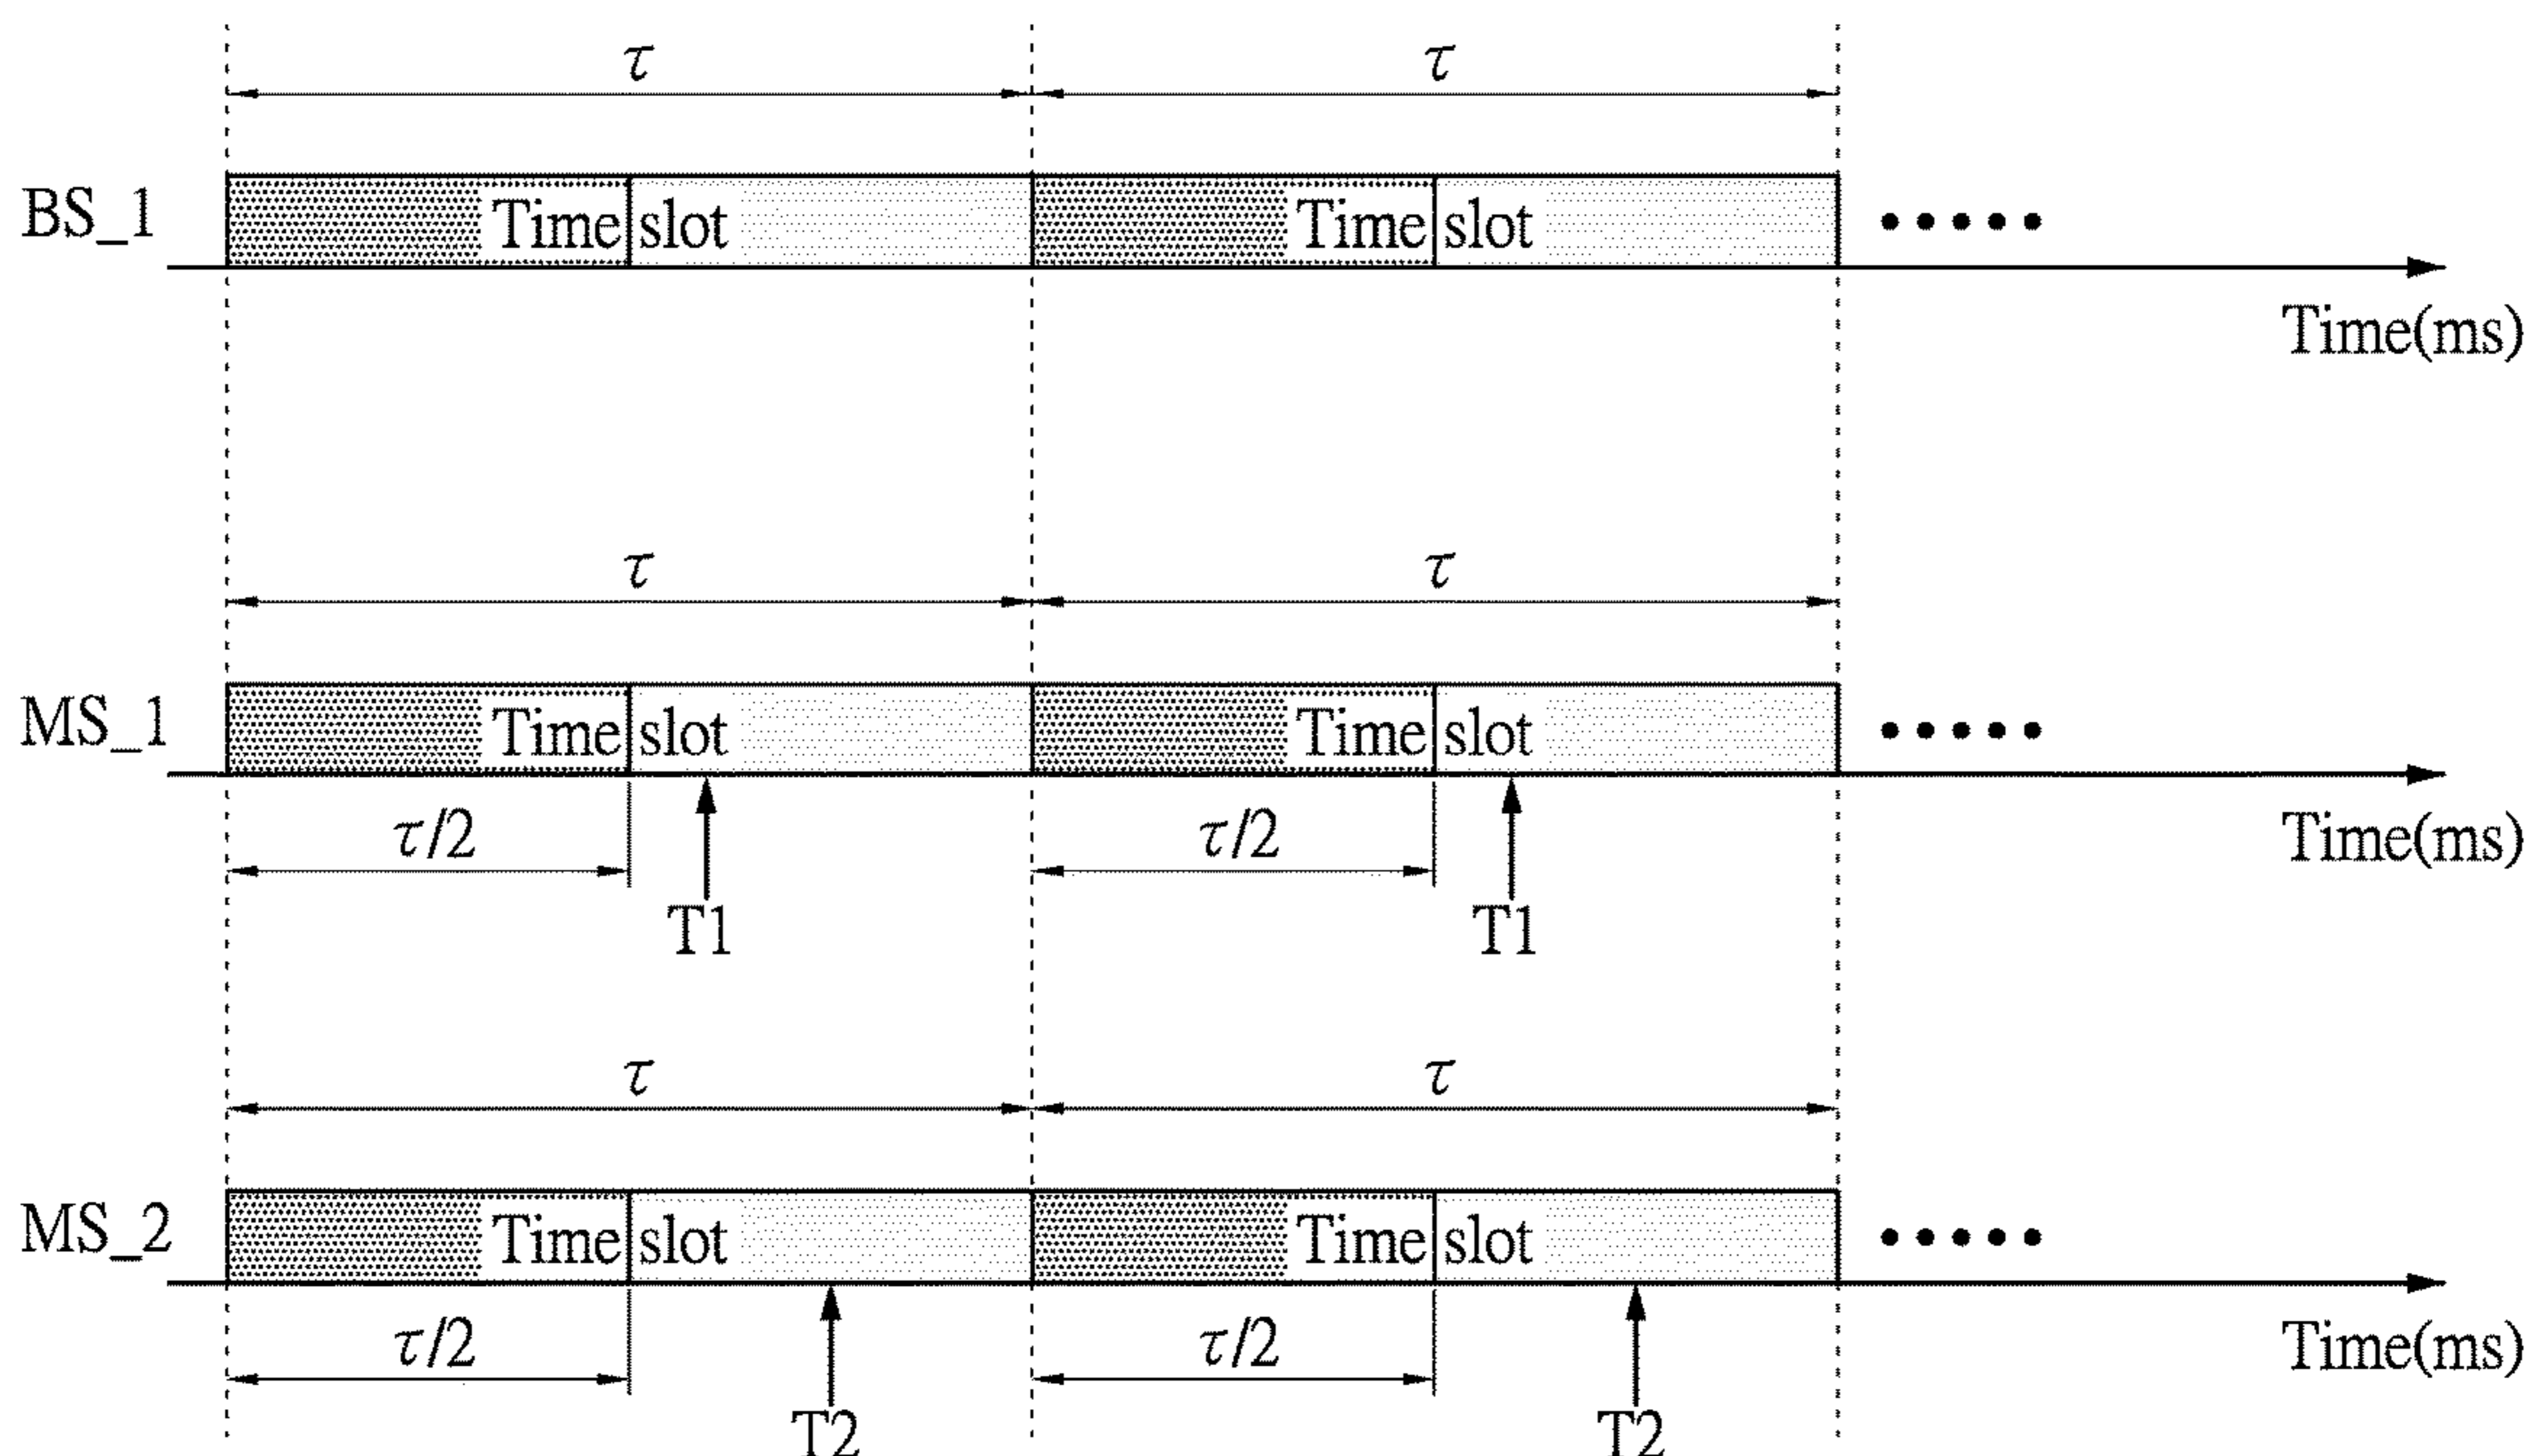 τ τ
BS_1 Time slot Time slot •••••
Time(ms)
τ τ
MS_1 Time slot Time slot •••••
τ/2 τ/2 Time(ms)
T1 T1
τ τ
MS_2 Time slot Time slot •••••
τ/2 τ/2 Time(ms)
T2 T2